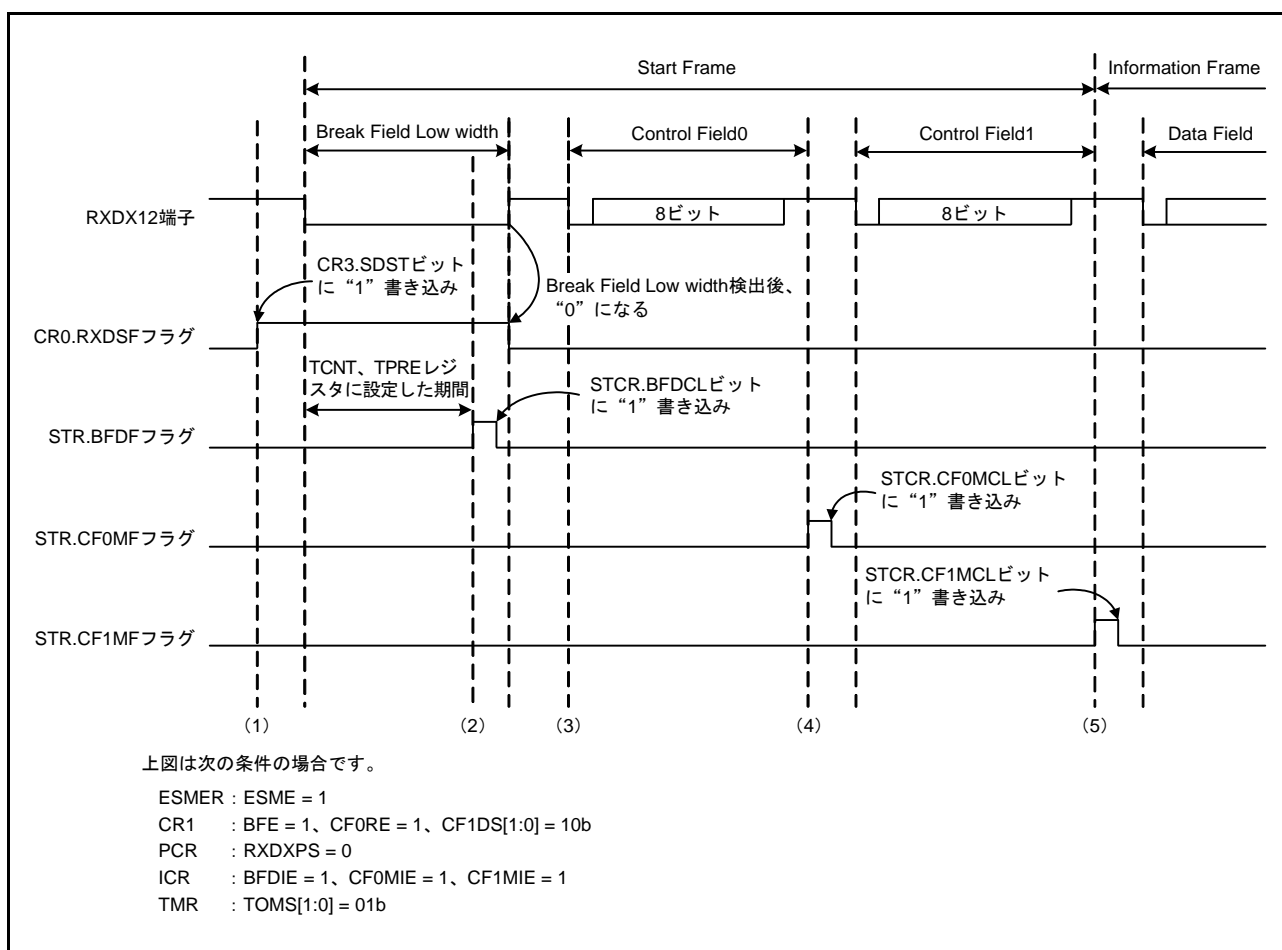 Start Frame
Information Frame
Break Field Low width
Control Field0
Control Field1
Data Field
RXDX12端子
8ビット
8ビット
CR3.SDSTビット
に“1”書き込み
Break Field Low width検出後、
“0”になる
CR0.RXDSFフラグ
TCNT、TPREレジ
スタに設定した期間
STCR.BFDCLビット
に“1”書き込み
STR.BFDFフラグ
STCR.CF0MCLビット
に“1”書き込み
STR.CF0MFフラグ
STCR.CF1MCLビット
に“1”書き込み
STR.CF1MFフラグ
(1)
(2)
(3)
(4)
(5)
上図は次の条件の場合です。
ESMER : ESME = 1
CR1 : BFE = 1、CF0RE = 1、CF1DS[1:0] = 10b
PCR : RXDXPS = 0
ICR : BFDIE = 1、CF0MIE = 1、CF1MIE = 1
TMR : TOMS[1:0] = 01b